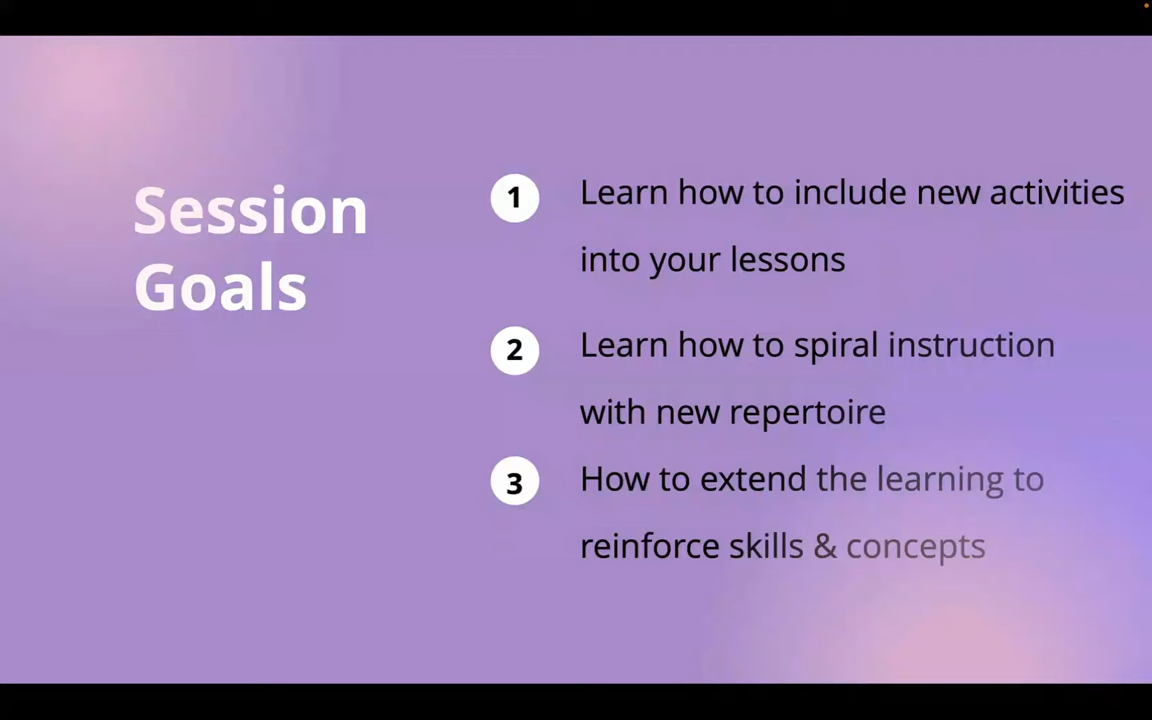 Session
Goals
1
Learn how to include new activities
into your lessons
2
Learn how to spiral instruction
with new repertoire
3
How to extend the learning to
reinforce skills & concepts